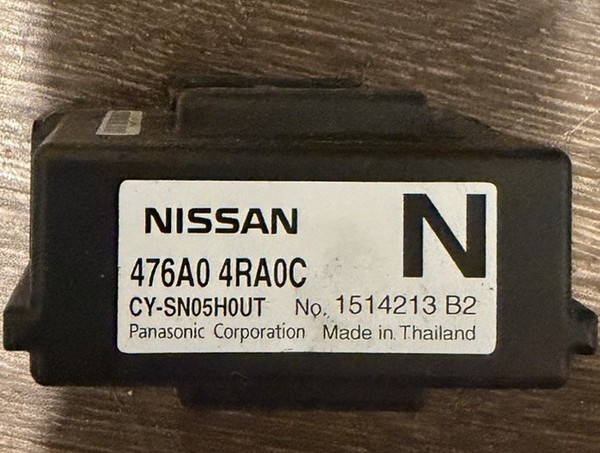 NISSAN
N
476A0 4RA0C
CY-SN05H0UT No. 1514213 B2
Panasonic Corporation Made in Thailand